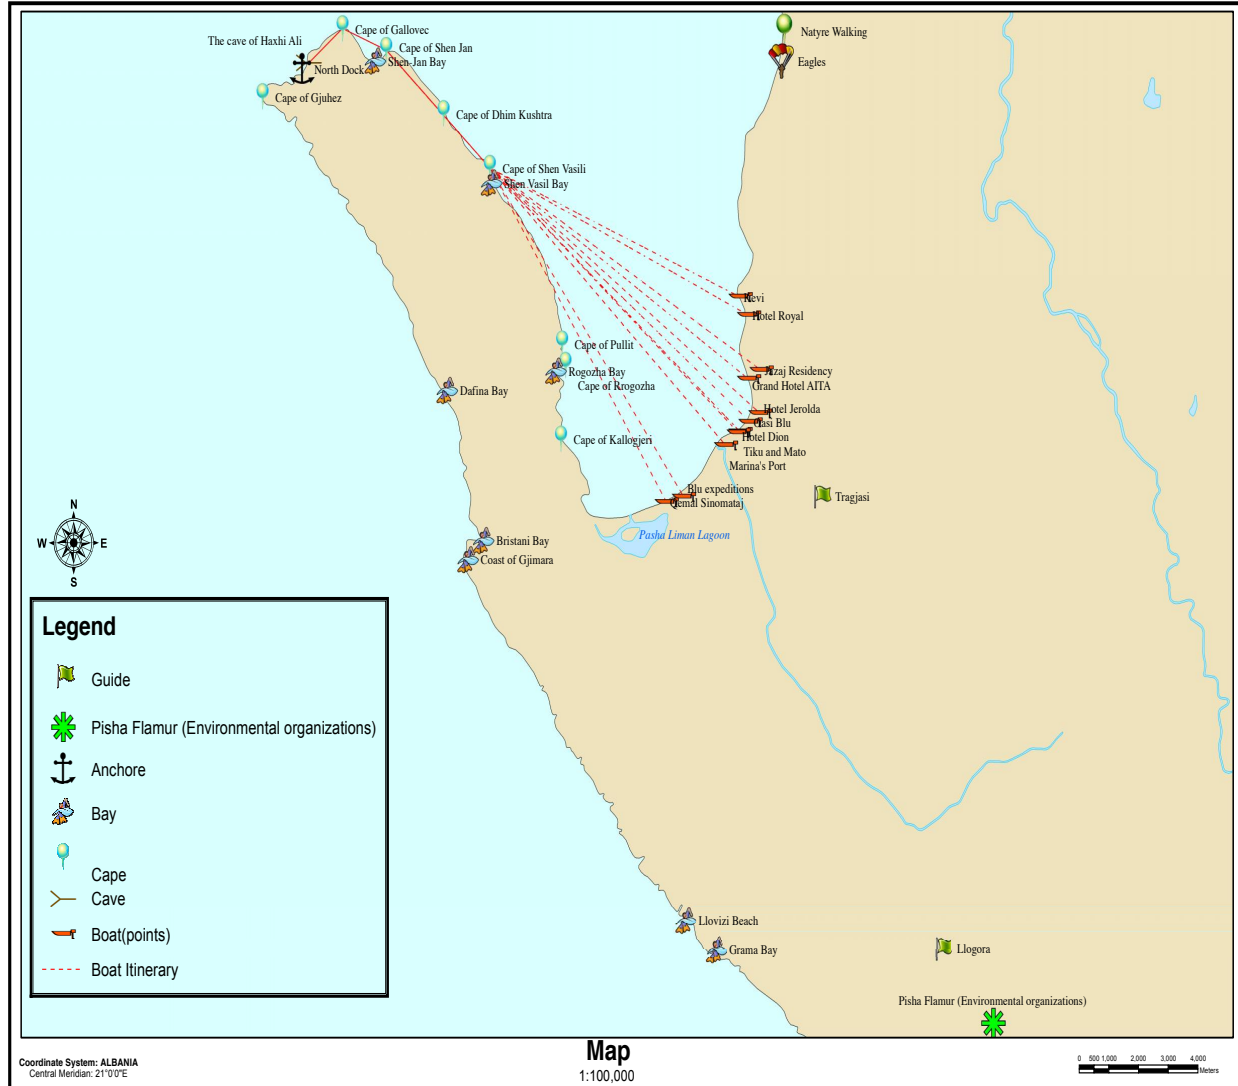 Cape of Gallovec
Natyre Walking
The cave of Haxhi Ali
Cape of Shen Jan
Shen-Jan Bay
Eagles
North Dock
Cape of Gjuhez
Cape of Dhim Kushtra
Cape of Shen Vasili
Shen Vasil Bay
Hotel Royal
Cape of Pullit
Rogozha Bay
Azaj Residency
Cape of Rrogozha
Grand Hotel AITA
Dafina Bay
Hotel Jerolda
Blu
Cape of Kallogjeri
Hotel Dion
Tiku and Mato
Marina's Port
Blu expeditions
Qemal Sinomataj
Tragjasi
Pasha Liman Lagoon
N
W
E
S
Bristani Bay
Coast of Gjimara
Legend
Guide
Pisha Flamur (Environmental organizations)
Anchore
Bay
Cape
Cave
Boat(points)
Boat Itinerary
Llovizi Beach
Grama Bay
Llogora
Pisha Flamur (Environmental organizations)
Map
1:100,000
Coordinate System: ALBANIA
Central Meridian: 21°0'0"E
0 500 1,000 2,000 3,000 4,000
Meters